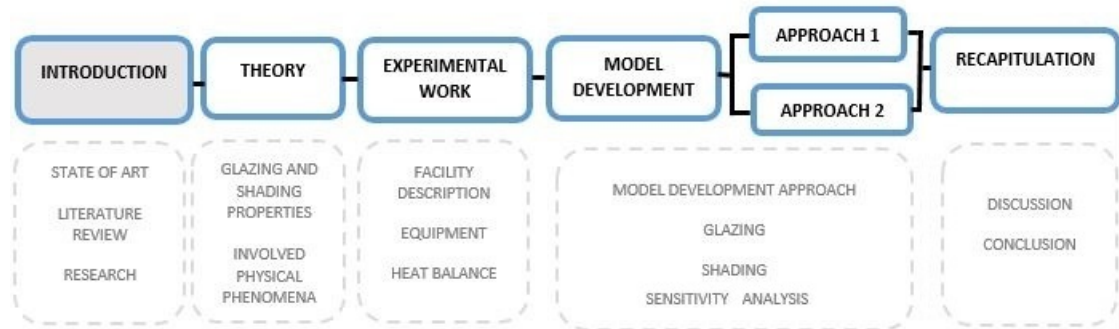 INTRODUCTION
THEORY
EXPERIMENTAL
WORK
MODEL
DEVELOPMENT
APPROACH 1
APPROACH 2
RECAPITULATION
STATE OF ART
LITERATURE
REVIEW
RESEARCH
GLAZING AND
SHADING
PROPERTIES
INVOLVED
PHYSICAL
PHENOMENA
FACILITY
DESCRIPTION
EQUIPMENT
HEAT BALANCE
MODEL DEVELOPMENT APPROACH
GLAZING
SHADING
SENSITIVITY ANALYSIS
DISCUSSION
CONCLUSION